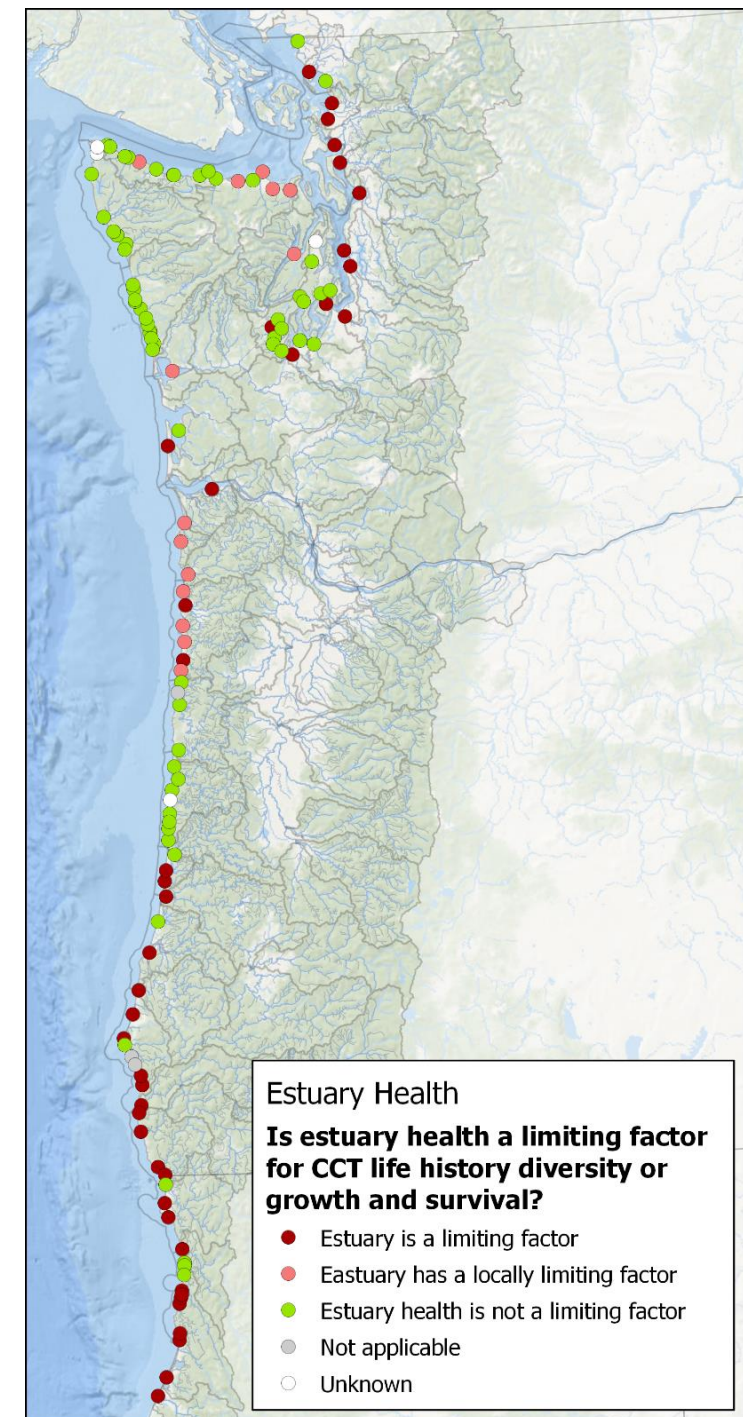 Estuary Health
Is estuary health a limiting factor
for CCT life history diversity or
growth and survival?
Estuary is a limiting factor
Eastuary has a locally limiting factor
Estuary health is not a limiting factor
Not applicable
Unknown